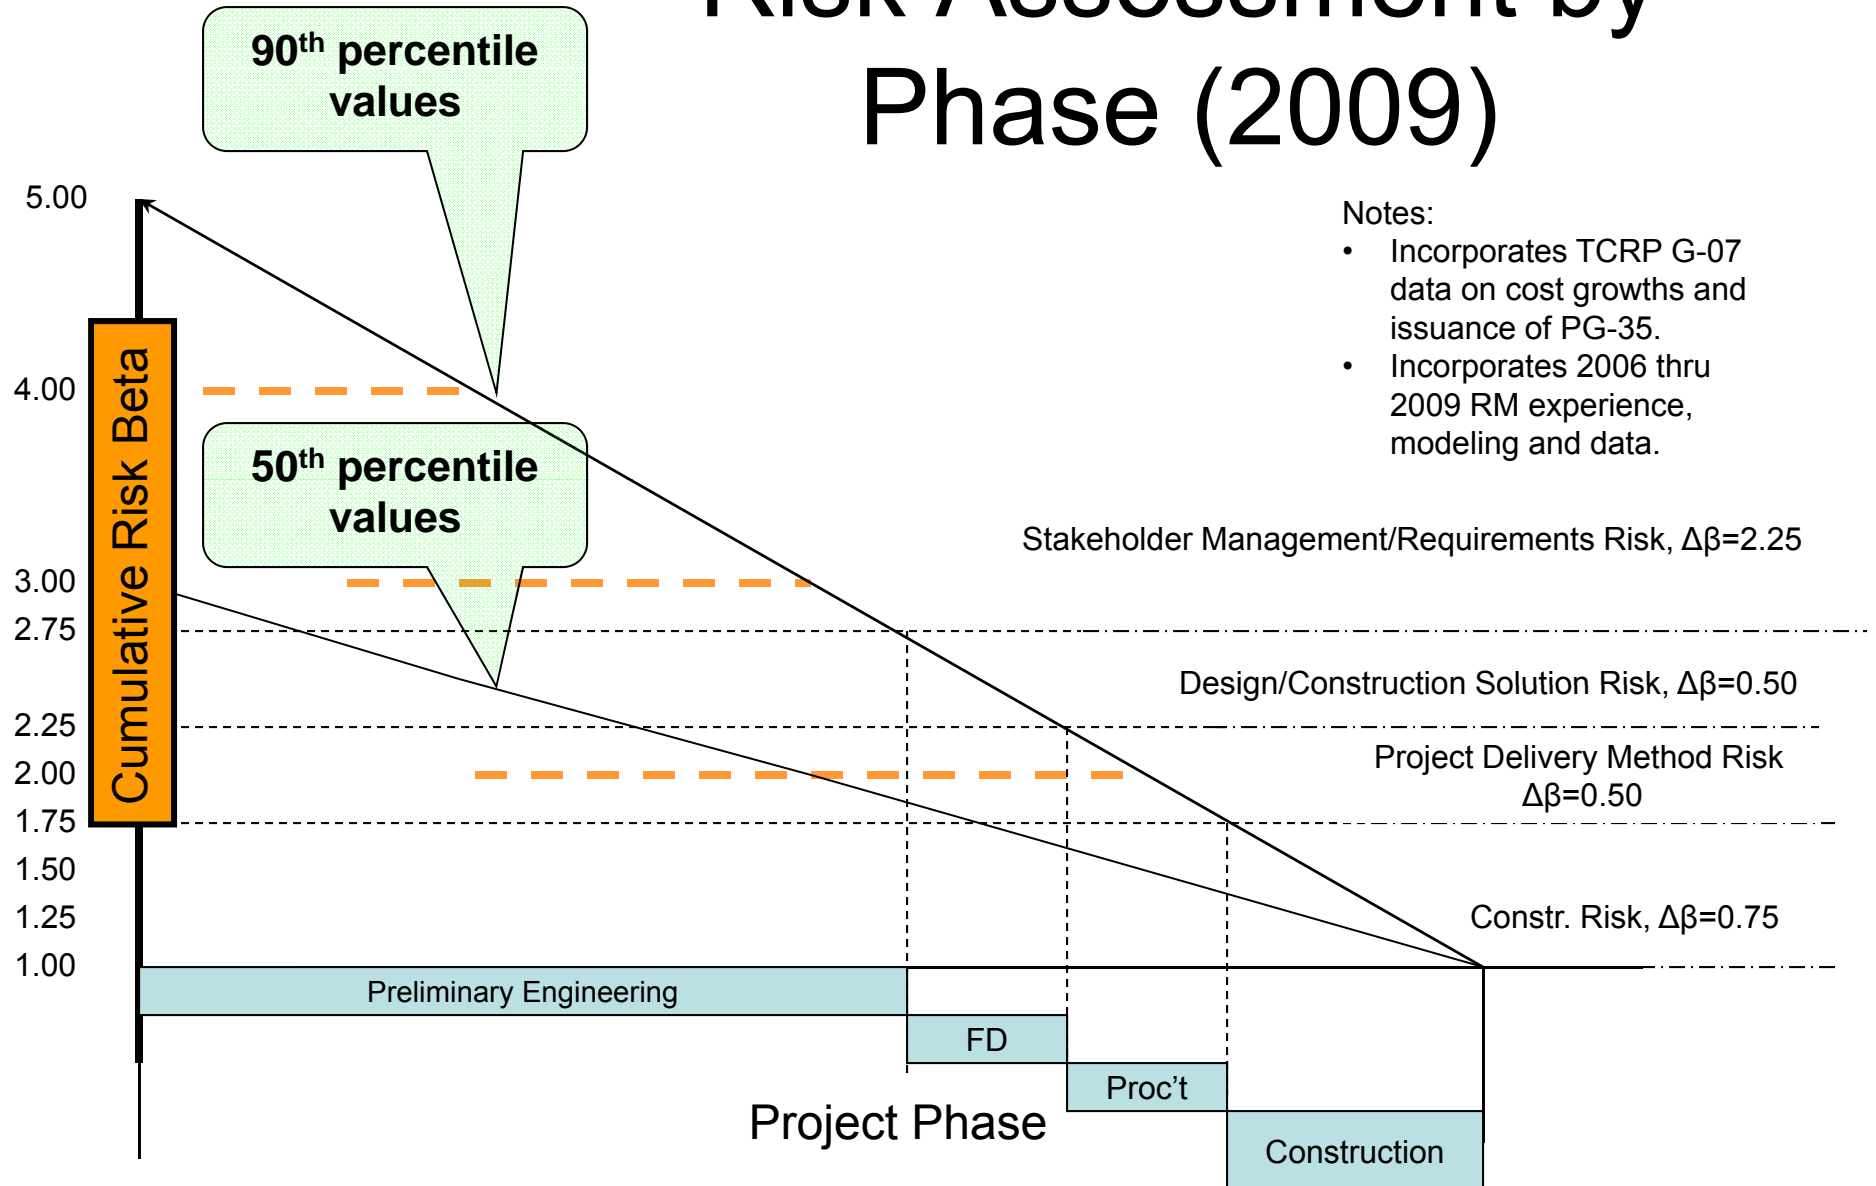 Risk Assessment by
Phase (2009)
90th percentile
values
5.00
4.00
3.00
2.75
2.25
2.00
1.75
1.50
1.25
1.00
Cumulative Risk Beta
50th percentile
values
Notes:
• Incorporates TCRP G-07
data on cost growths and
issuance of PG-35.
• Incorporates 2006 thru
2009 RM experience,
modeling and data.
Stakeholder Management/Requirements Risk, Δβ=2.25
Design/Construction Solution Risk, Δβ=0.50
Project Delivery Method Risk
Δβ=0.50
Constr. Risk, Δβ=0.75
Preliminary Engineering
FD
Proc’t
Construction
Project Phase